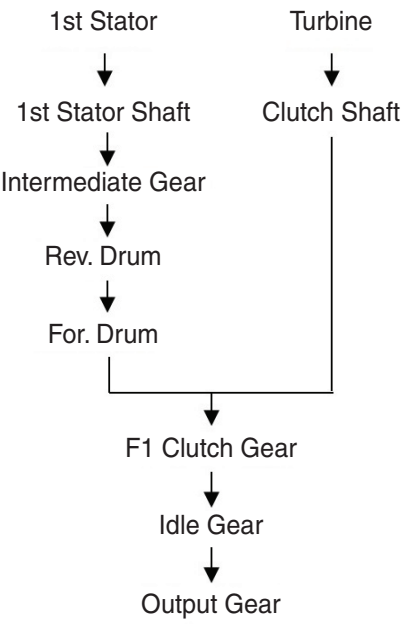 1st Stator
Turbine
1st Stator Shaft
Clutch Shaft
Intermediate Gear
Rev. Drum
For. Drum
F1 Clutch Gear
Idle Gear
Output Gear